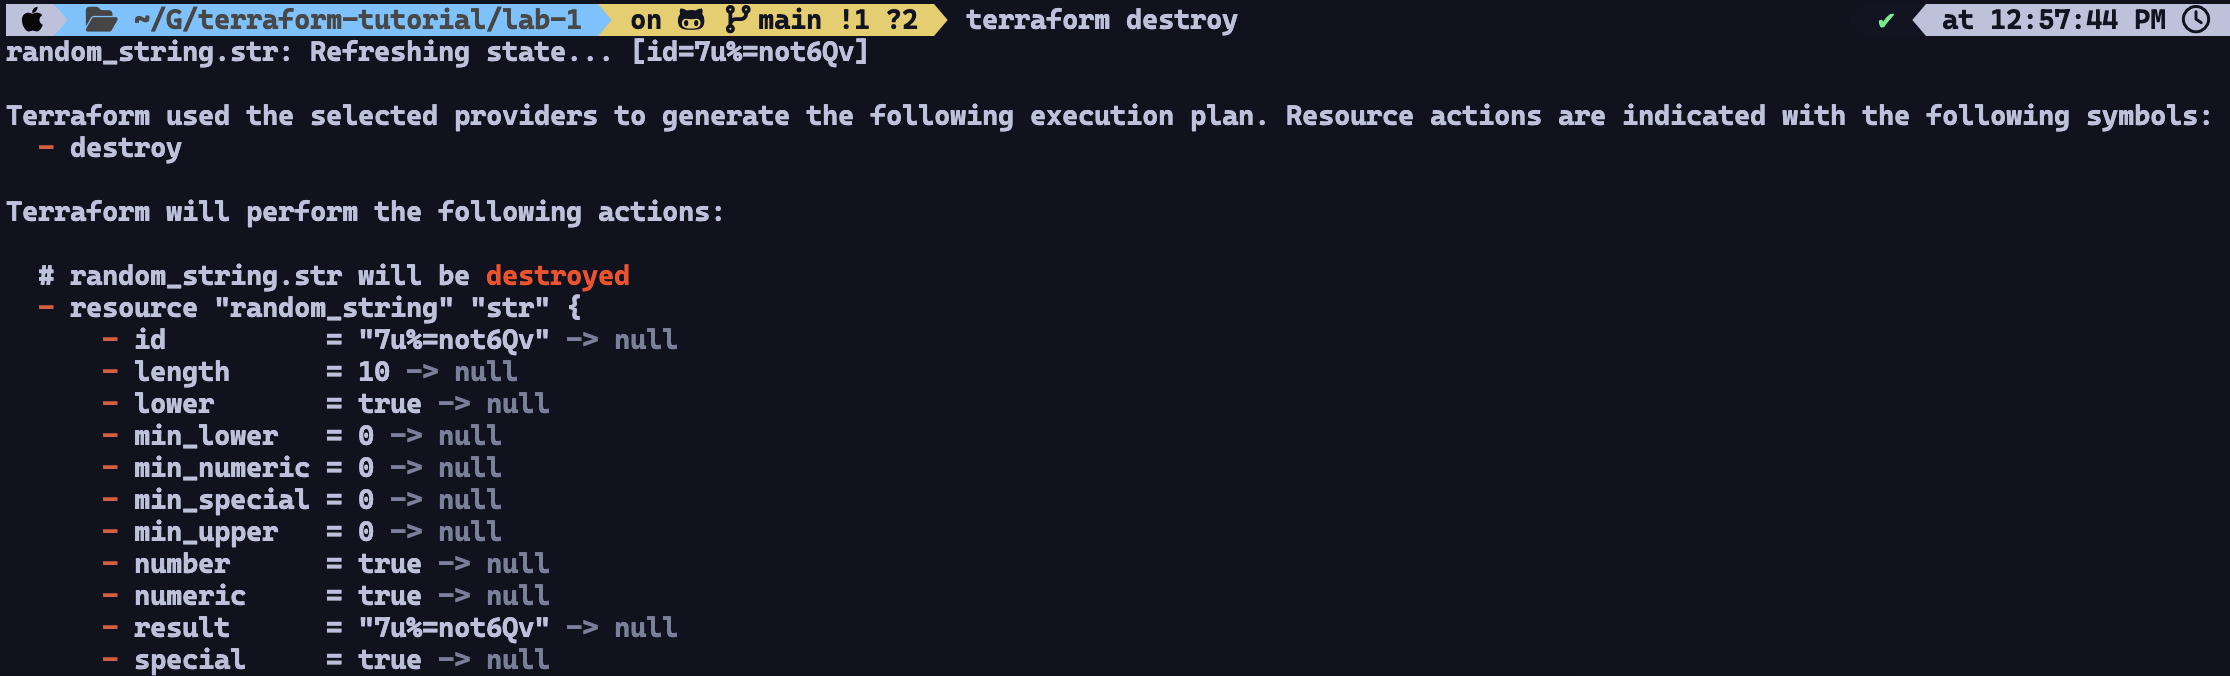 ~/G/terraform-tutorial/lab-1 on main !1 ?2 terraform destroy ✔ at 12:57:44 PM
random_string.str: Refreshing state... [id=7u%=not6Qv]
Terraform used the selected providers to generate the following execution plan. Resource actions are indicated with the following symbols:
- destroy
Terraform will perform the following actions:
# random_string.str will be destroyed
- resource "random_string" "str" {
- id = "7u%=not6Qv" -> null
- length = 10 -> null
- lower = true -> null
- min_lower = 0 -> null
- min_numeric = 0 -> null
- min_special = 0 -> null
- min_upper = 0 -> null
- number = true -> null
- numeric = true -> null
- result = "7u%=not6Qv" -> null
- special = true -> null